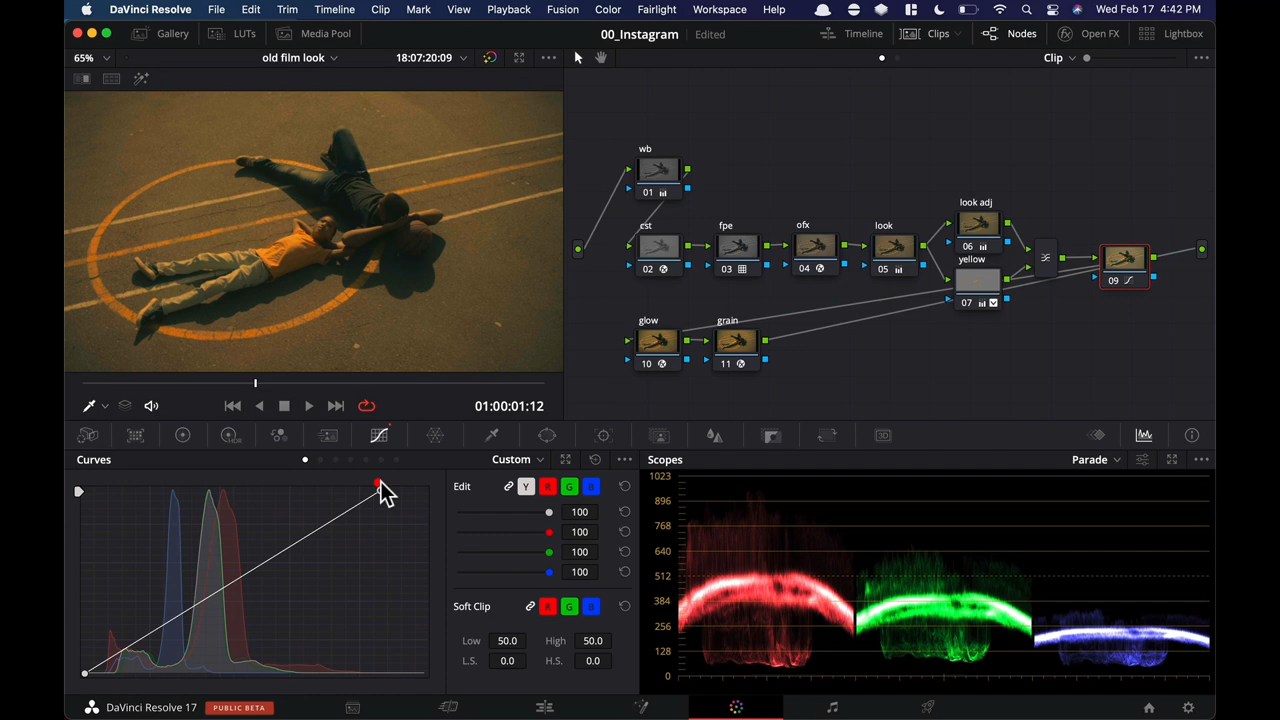 DaVinci Resolve File Edit Trim Timeline Clip Mark View Playback Fusion Color Fairlight Workspace Help Wed Feb 17 4:42 PM
Gallery LUTs Media Pool 00_Instagram Edited Timeline Clips Nodes Open FX Lightbox
65% old film look 18:07:20:09 Clip
wb
01
cst fpe ofx look look adj
02 03 04 05 06
yellow
07
09
glow grain
10 11
01:00:01:12
3D
Curves Custom Scopes Parade
Edit Y R G B
100
100
100
100
Soft Clip R G B
Low 50.0 High 50.0
L.S. 0.0 H.S. 0.0
1023
896
768
640
512
384
256
128
0
DaVinci Resolve 17 PUBLIC BETA